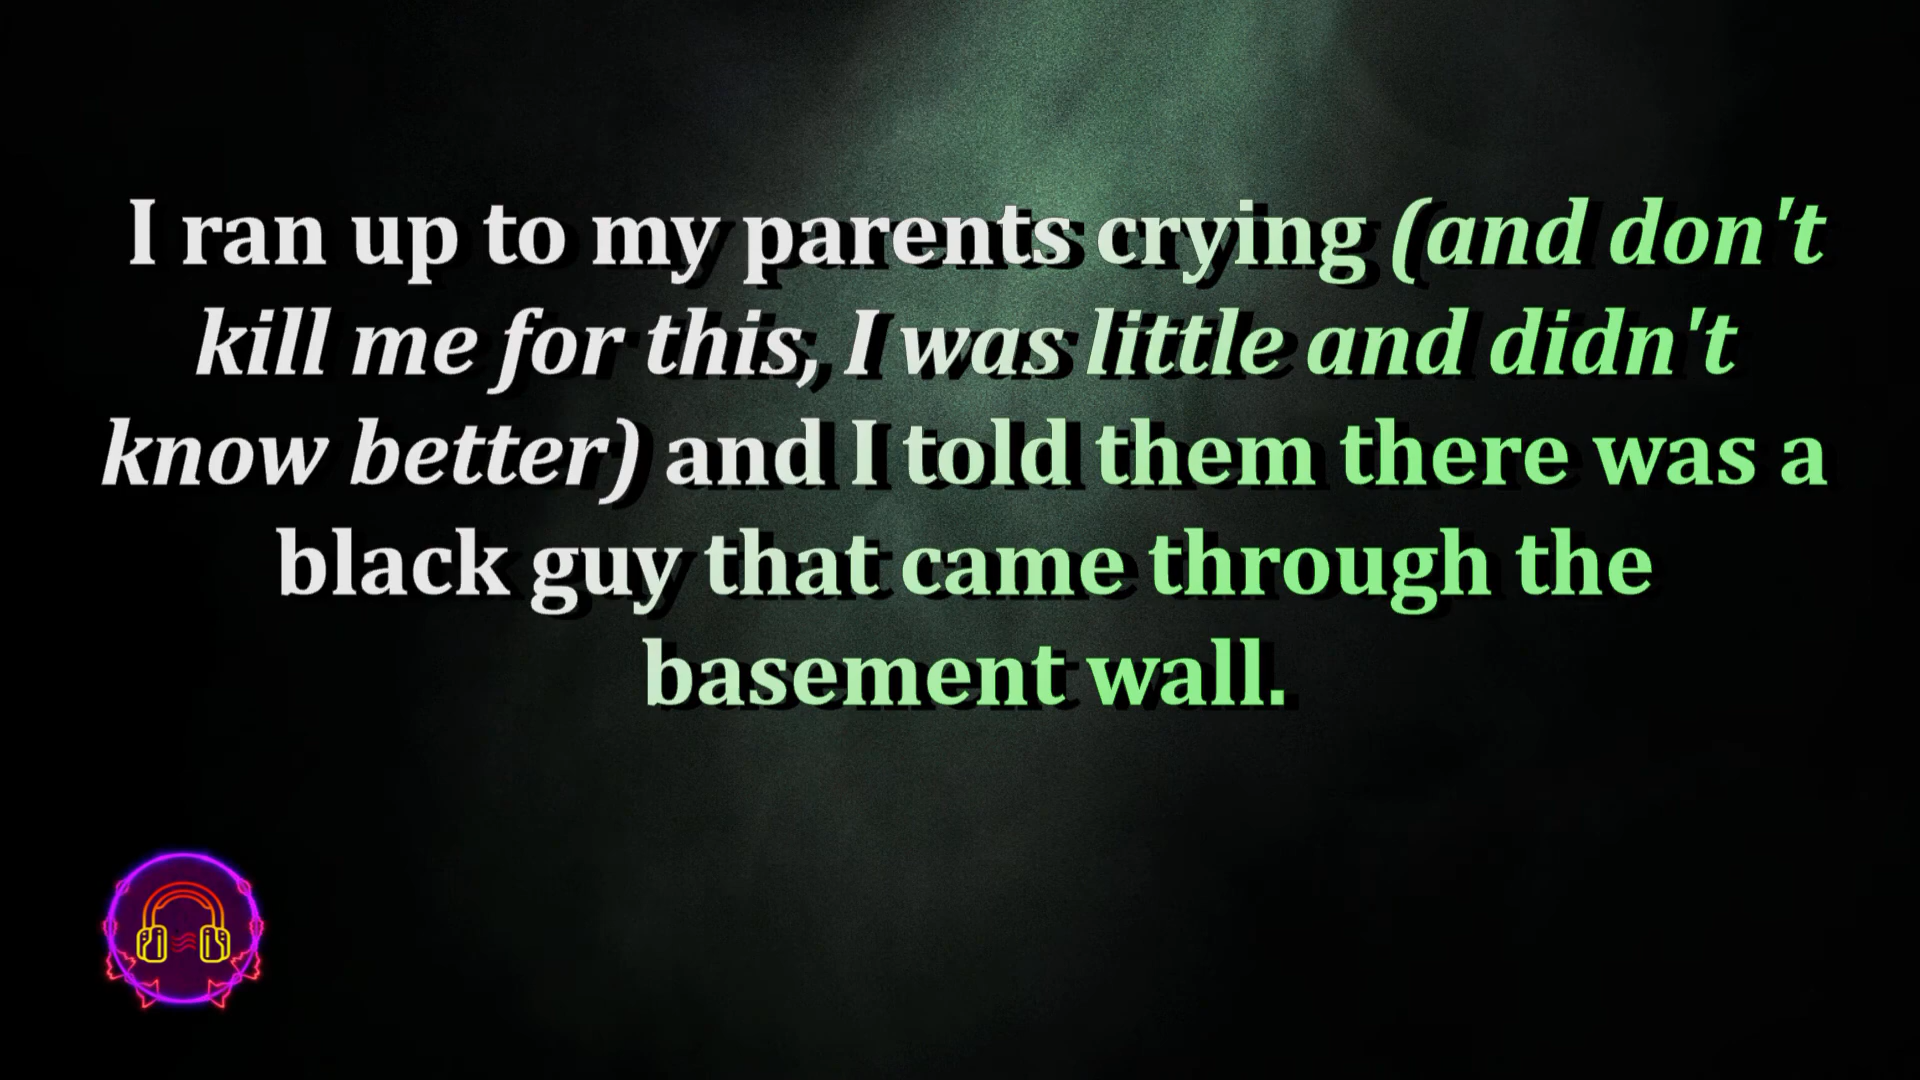 I ran up to my parents crying (and don't
kill me for this, I was little and didn't
know better) and I told them there was a
black guy that came through the
basement wall.